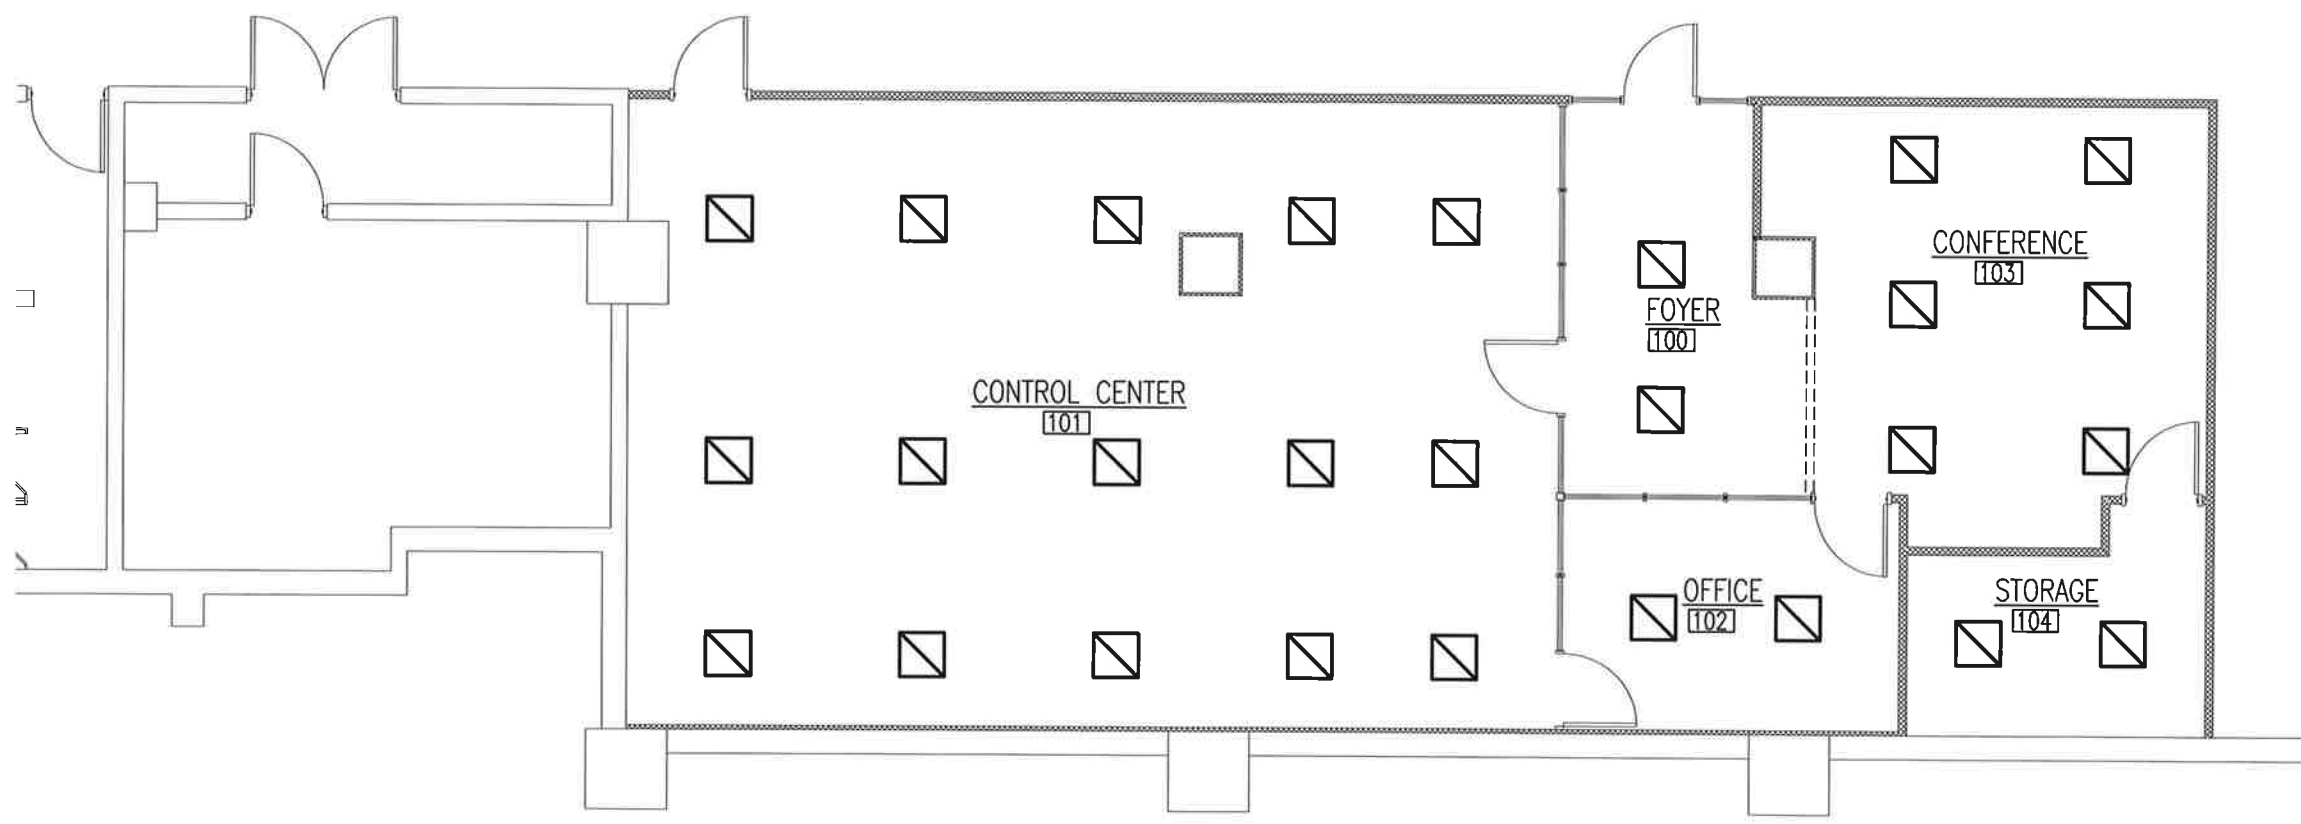 CONFERENCE
103
FOYER
100
CONTROL CENTER
101
OFFICE
102
STORAGE
104